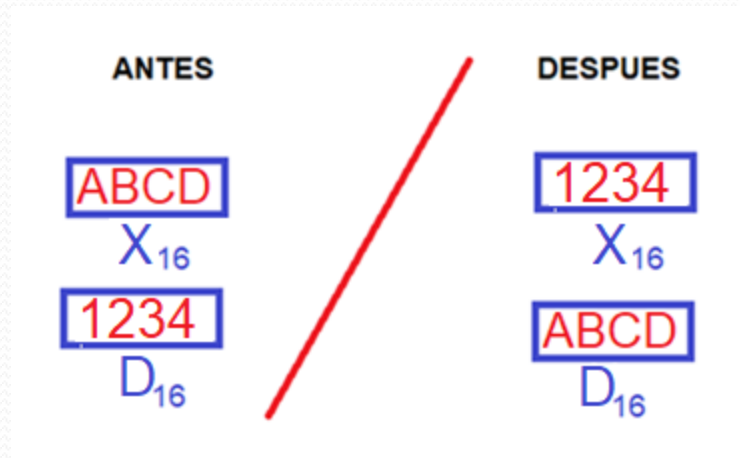 ANTES
ABCD
X16
1234
D16
DESPUES
1234
X16
ABCD
D16